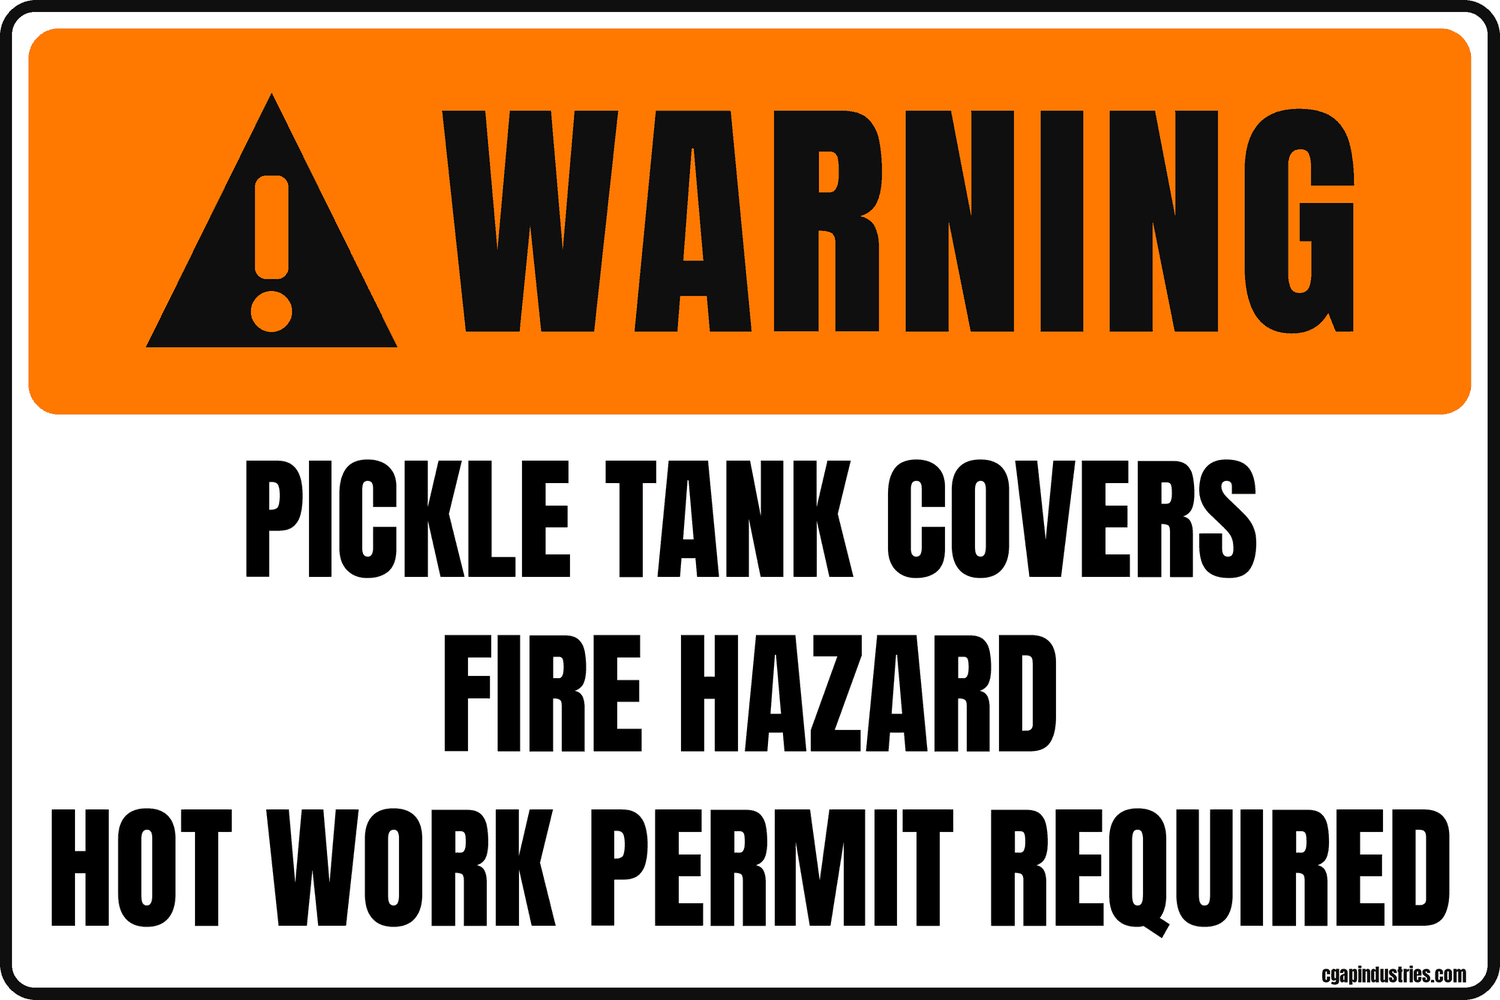 WARNING
PICKLE TANK COVERS
FIRE HAZARD
HOT WORK PERMIT REQUIRED
cgapindustries.com